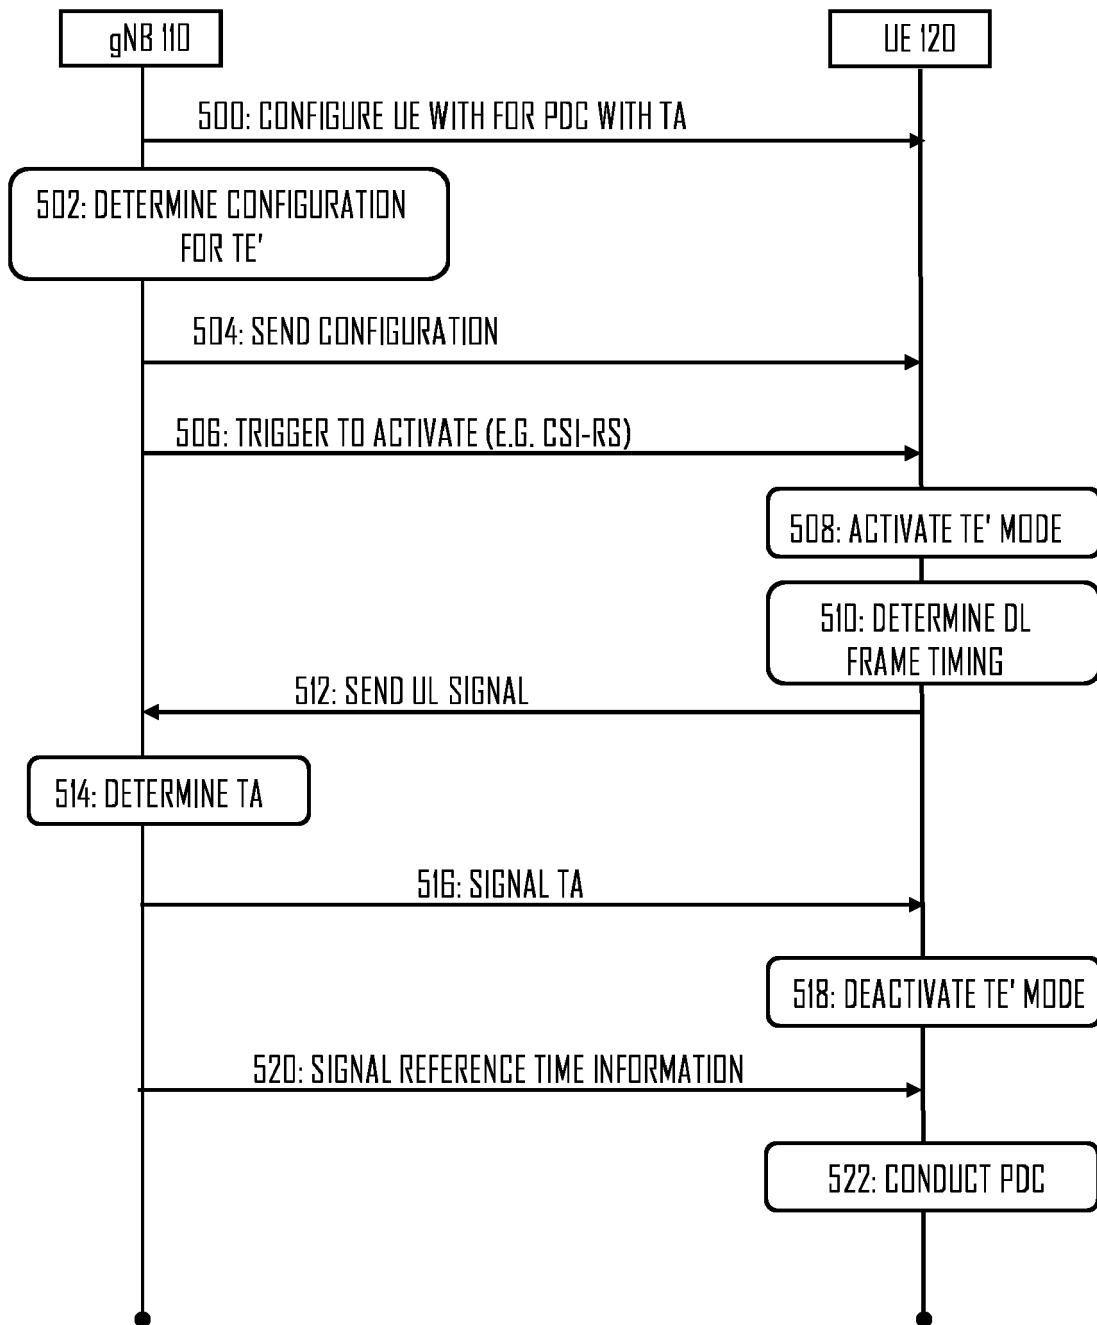 gNB 110
UE 120
500: CONFIGURE UE WITH FOR PDC WITH TA
502: DETERMINE CONFIGURATION
FOR TE'
504: SEND CONFIGURATION
506: TRIGGER TO ACTIVATE (E.G. CSI-RS)
508: ACTIVATE TE' MODE
510: DETERMINE DL
FRAME TIMING
512: SEND UL SIGNAL
514: DETERMINE TA
516: SIGNAL TA
518: DEACTIVATE TE' MODE
520: SIGNAL REFERENCE TIME INFORMATION
522: CONDUCT PDC